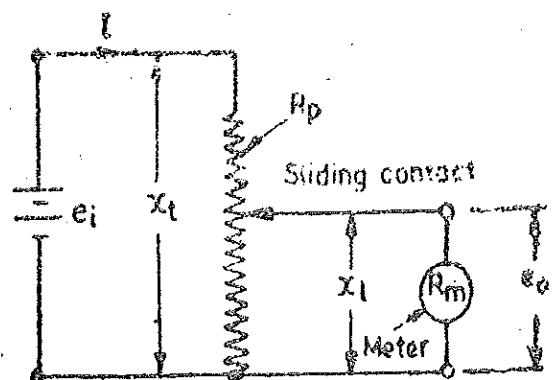 i
Rp
Sliding contact
ei
xt
xi
Rm
eo
Meter